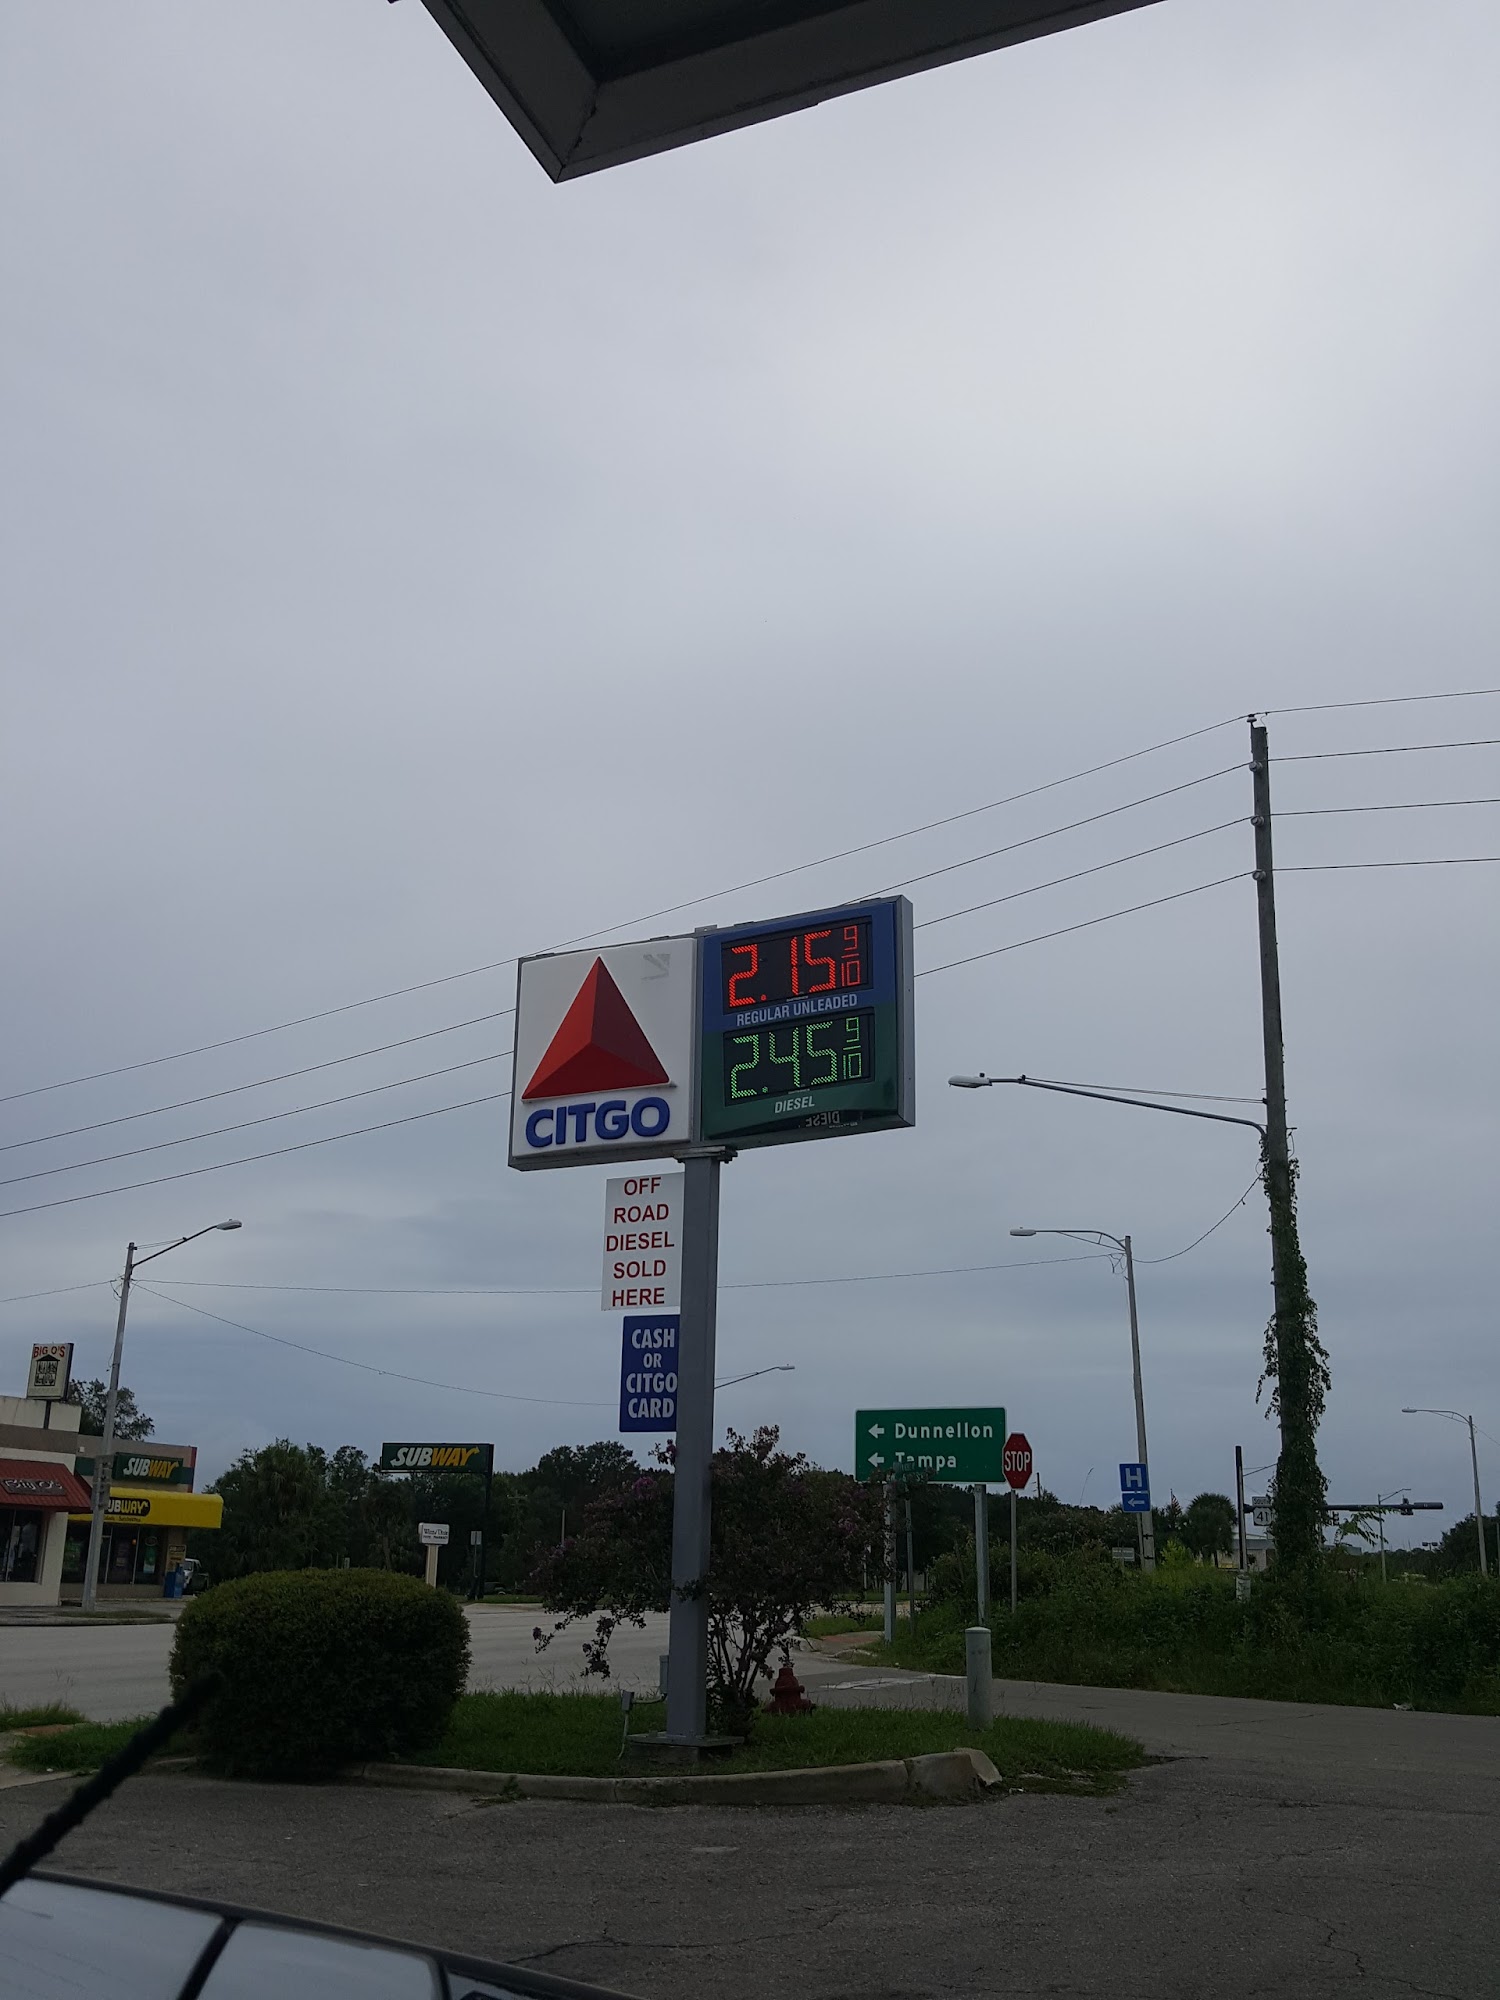 2.15 9/10
REGULAR UNLEADED
2.45 9/10
DIESEL
CITGO
OFF
ROAD
DIESEL
SOLD
HERE
CASH
OR
CITGO
CARD
BIG Q'S
SUBWAY
SUBWAY
SUBWAY
← Dunnellon
← Tampa
STOP
H
←
41